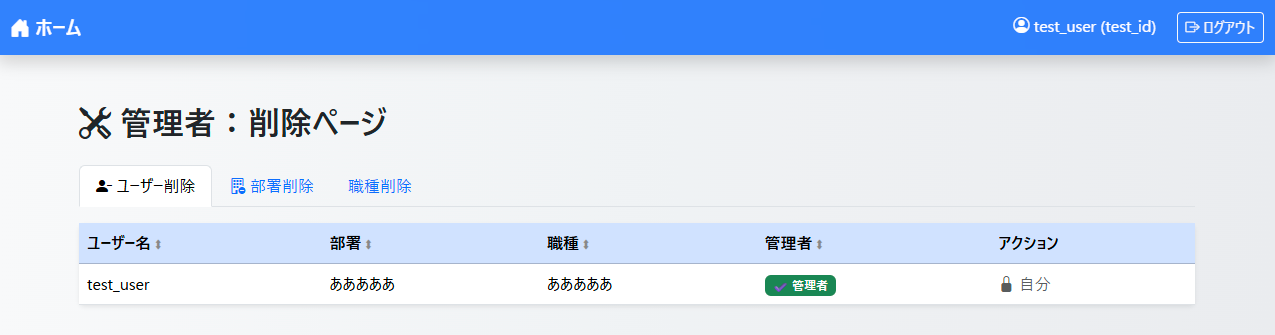 ホーム
test_user (test_id)
ログアウト
管理者：削除ページ
ユーザー削除
部署削除
職種削除
ユーザー名 部署 職種 管理者 アクション
test_user あああああ あああああ 管理者 自分